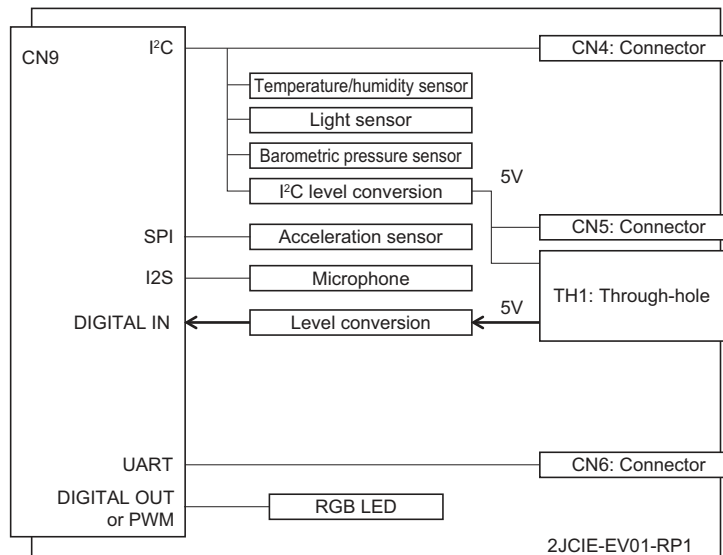 CN9
I²C
CN4: Connector
Temperature/humidity sensor
Light sensor
Barometric pressure sensor
I²C level conversion
5V
CN5: Connector
SPI
Acceleration sensor
I2S
Microphone
TH1: Through-hole
DIGITAL IN
Level conversion
5V
UART
CN6: Connector
DIGITAL OUT
or PWM
RGB LED
2JCIE-EV01-RP1